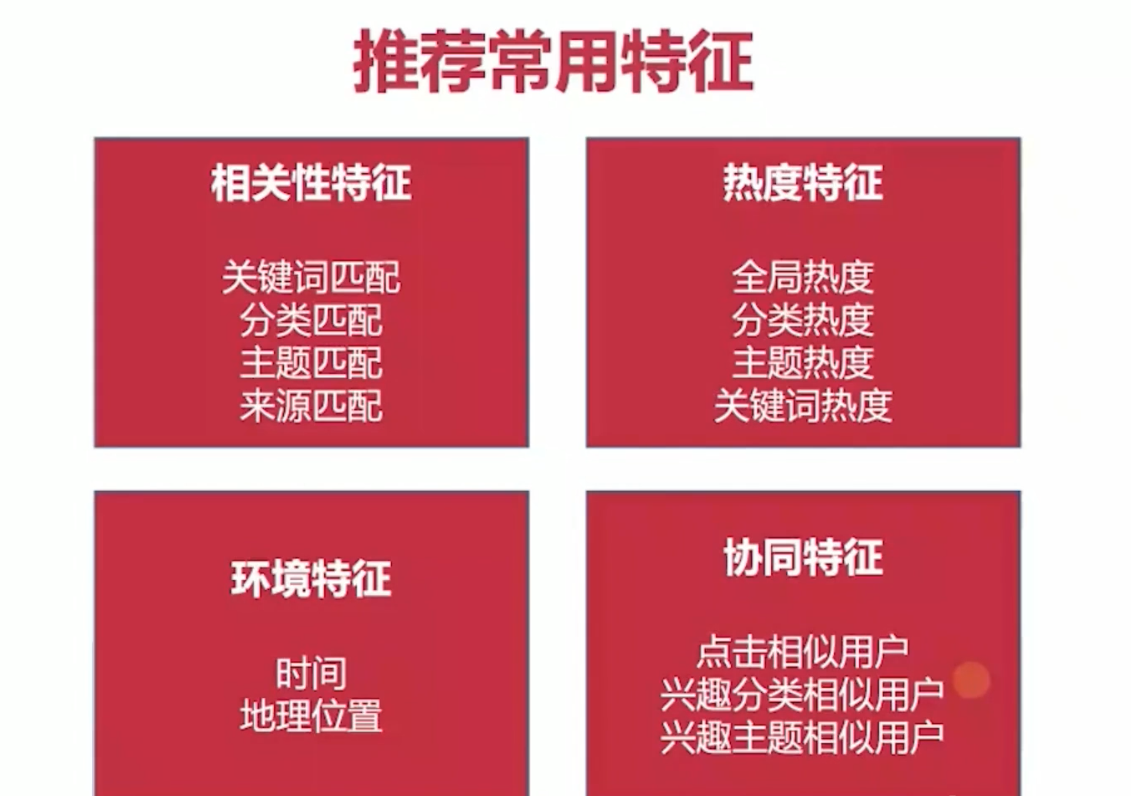 推荐常用特征
相关性特征
关键词匹配
分类匹配
主题匹配
来源匹配
热度特征
全局热度
分类热度
主题热度
关键词热度
环境特征
时间
地理位置
协同特征
点击相似用户
兴趣分类相似用户
兴趣主题相似用户